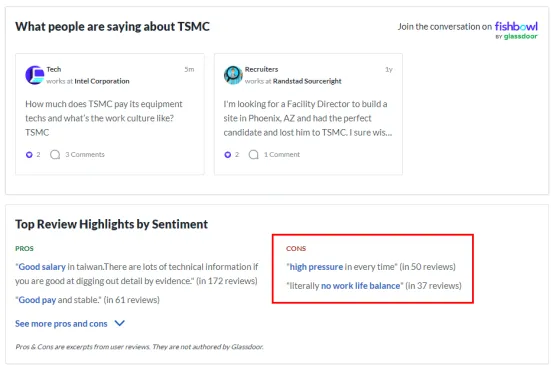 What people are saying about TSMC
Join the conversation on fishbowl
BY glassdoor
Tech
5m
works at Intel Corporation
How much does TSMC pay its equipment
techs and what's the work culture like?
TSMC
2
3 Comments
Recruiters
1y
works at Randstad Sourceright
I'm looking for a Facility Director to build a
site in Phoenix, AZ and had the perfect
candidate and lost him to TSMC. I sure wis...
2
1 Comment
Top Review Highlights by Sentiment
PROS
"Good salary in taiwan.There are lots of technical information if
you are good at digging out detail by evidence." (in 172 reviews)
"Good pay and stable." (in 61 reviews)
See more pros and cons
CONS
"high pressure in every time" (in 50 reviews)
"literally no work life balance" (in 37 reviews)
Pros & Cons are excerpts from user reviews. They are not authored by Glassdoor.